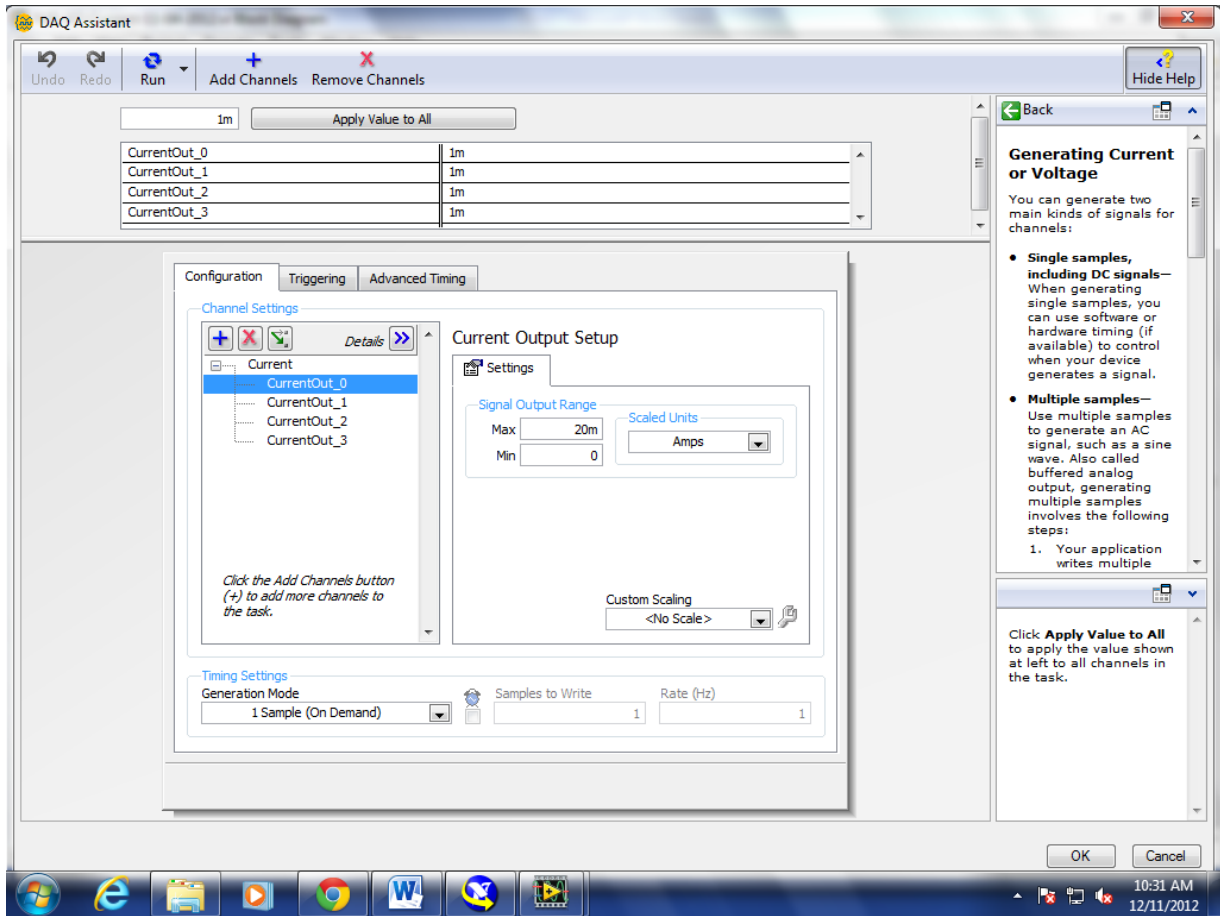 DAQ Assistant
Undo
Redo
Run
Add Channels
Remove Channels
Hide Help
1m
Apply Value to All
CurrentOut_0 1m
CurrentOut_1 1m
CurrentOut_2 1m
CurrentOut_3 1m
Configuration
Triggering
Advanced Timing
Channel Settings
Details
Current
CurrentOut_0
CurrentOut_1
CurrentOut_2
CurrentOut_3
Click the Add Channels button
(+) to add more channels to
the task.
Current Output Setup
Settings
Signal Output Range
Max 20m
Min 0
Scaled Units
Amps
Custom Scaling
<No Scale>
Timing Settings
Generation Mode
1 Sample (On Demand)
Samples to Write
1
Rate (Hz)
1
Back
Generating Current
or Voltage
You can generate two
main kinds of signals for
channels:
• Single samples,
including DC signals—
When generating
single samples, you
can use software or
hardware timing (if
available) to control
when your device
generates a signal.
• Multiple samples—
Use multiple samples
to generate an AC
signal, such as a sine
wave. Also called
buffered analog
output, generating
multiple samples
involves the following
steps:
1. Your application
writes multiple
Click Apply Value to All
to apply the value shown
at left to all channels in
the task.
OK
Cancel
10:31 AM
12/11/2012